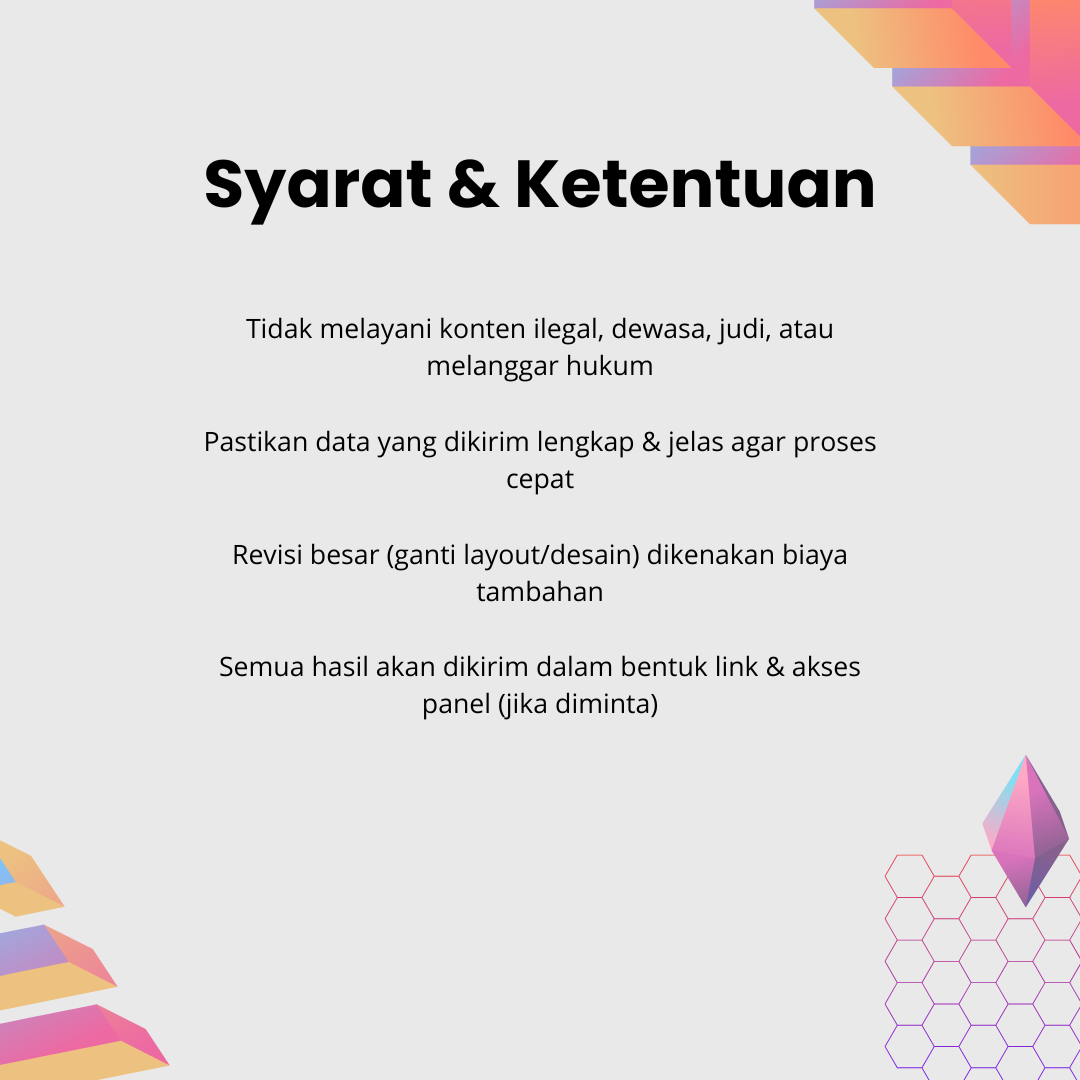 Syarat & Ketentuan
Tidak melayani konten ilegal, dewasa, judi, atau
melanggar hukum
Pastikan data yang dikirim lengkap & jelas agar proses
cepat
Revisi besar (ganti layout/desain) dikenakan biaya
tambahan
Semua hasil akan dikirim dalam bentuk link & akses
panel (jika diminta)